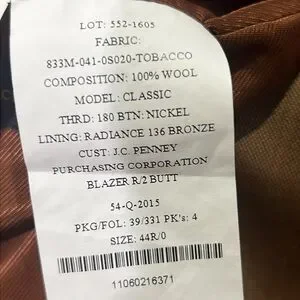 LOT: 552-1605
FABRIC:
833M-041-0S020-TOBACCO
COMPOSITION: 100% WOOL
MODEL: CLASSIC
THRD: 180 BTN: NICKEL
LINING: RADIANCE 136 BRONZE
CUST: J.C. PENNEY
PURCHASING CORPORATION
BLAZER R/2 BUTT
54-Q-2015
PKG/FOL: 39/331 PK's: 4
SIZE: 44R/0
11060216371